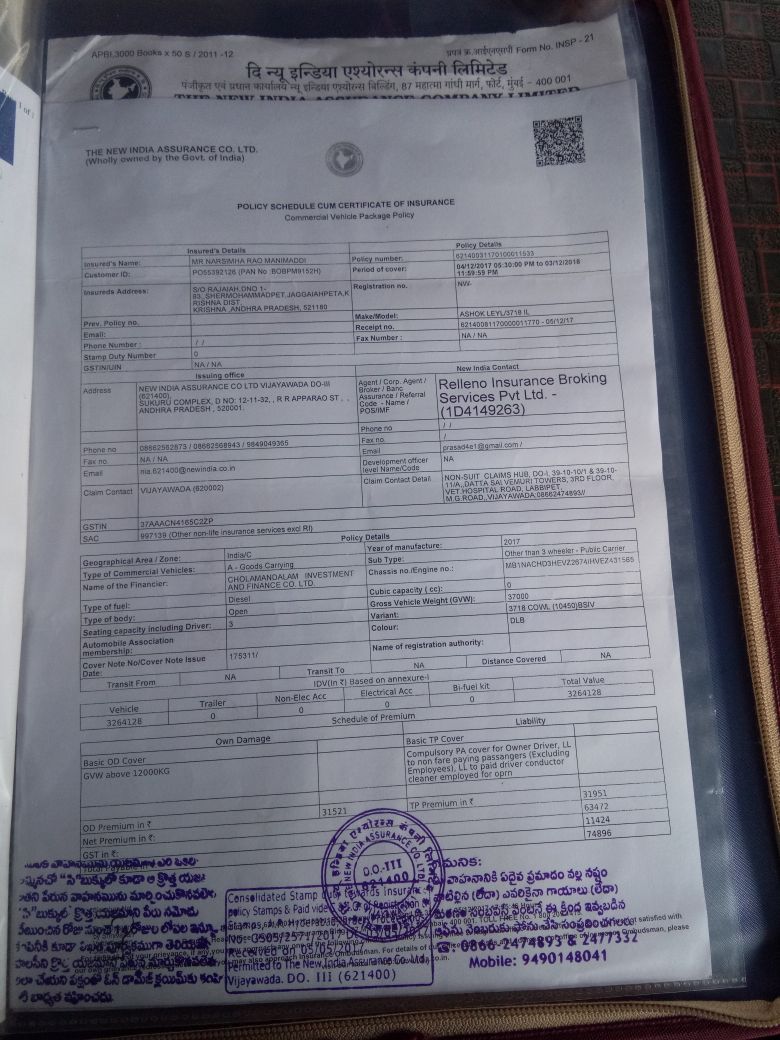 APRI.3000 Books x 50 S / 2011 -12
प्रपत्र क्र.आईएनएसपी Form No. INSP - 21
दि न्यू इन्डिया एश्योरन्स कंपनी लिमिटेड
पंजीकृत एवं प्रधान कार्यालय न्यू इन्डिया एश्योरन्स बिल्डिंग, 87 महात्मा गांधी मार्ग, फोर्ट, मुंबई - 400 001
THE NEW INDIA ASSURANCE COMPANY LIMITED
THE NEW INDIA ASSURANCE CO. LTD.
(Wholly owned by the Govt. of India)
POLICY SCHEDULE CUM CERTIFICATE OF INSURANCE
Commercial Vehicle Package Policy
Insured's Details Policy Details
Insured's Name: MR NARSIMHA RAO MANIMADDI Policy number: 62140031170100011533
Customer ID: PO55392126 (PAN No :BOBPM9152H) Period of cover: 04/12/2017 05:30:00 PM to 03/12/2018 11:59:59 PM
Insureds Address: S/O RAJAIAH,DNO 1-
83, SHERMOHAMMADPET,JAGGAIAHPETA,K
RISHNA DIST,
KRISHNA ,ANDHRA PRADESH, 521180
Registration no. NW-
Prev. Policy no. Make/Model: ASHOK LEYL/3718 IL
Email: Receipt no. 62140081170000011770 - 05/12/17
Phone Number : / / Fax Number : NA / NA
Stamp Duty Number 0
GSTIN/UIN NA / NA
Issuing office New India Contact
Address NEW INDIA ASSURANCE CO LTD VIJAYAWADA DO-III
(621400),
SUKURU COMPLEX, D NO: 12-11-32, , R R APPARAO ST , ,
ANDHRA PRADESH , 520001.
Agent / Corp. Agent /
Broker / Banc
Assurance / Referral
Code - Name /
POS/IMF
Relleno Insurance Broking
Services Pvt Ltd. -
(1D4149263)
Phone no / /
Phone no 08662562873 / 08662568943 / 9849049365 Fax no. /
Fax no. NA / NA Email prasad4e1@gmail.com /
Email nia.621400@newindia.co.in Development officer level Name/Code NA
Claim Contact VIJAYAWADA (620002) Claim Contact Detail NON-SUIT CLAIMS HUB, DO-I, 39-10-10/1 & 39-10-
11/A,,DATTA SAI VEMURI TOWERS, 3RD FLOOR,
VET.HOSPITAL ROAD, LABBIPET,
M.G.ROAD,VIJAYAWADA;08662474893//
GSTIN 37AAACN4165C2ZP
SAC 997139 (Other non-life insurance services excl RI)
Policy Details
Geographical Area / Zone: India/C Year of manufacture: 2017
Type of Commercial Vehicles: A - Goods Carrying Sub Type: Other than 3 wheeler - Public Carrier
Name of the Financier: CHOLAMANDALAM INVESTMENT AND FINANCE CO. LTD. Chassis no./Engine no.: MB1NACHD3HEVZ2674/HVEZ431565
Type of fuel: Diesel Cubic capacity ( cc): 0
Type of body: Open Gross Vehicle Weight (GVW): 37000
Seating capacity including Driver: 3 Variant: 3718 COWL (10450)BSIV
Automobile Association membership: Colour: DLB
Cover Note No/Cover Note Issue Date: 175311/ Name of registration authority:
Transit From NA Transit To NA Distance Covered NA
IDV(In ₹) Based on annexure-I
Vehicle Trailer Non-Elec Acc Electrical Acc Bi-fuel kit Total Value
3264128 0 0 0 0 3264128
Schedule of Premium
Own Damage Liability
Basic OD Cover Basic TP Cover
GVW above 12000KG Compulsory PA cover for Owner Driver, LL
to non fare paying passangers (Excluding
Employees), LL to paid driver conductor
cleaner employed for oprn
31951
OD Premium in ₹ 31521 TP Premium in ₹ 63472
Net Premium in ₹: 11424
GST in ₹: 74896
NEW INDIA ASSURANCE CO. LTD.
D.O.-III
621400
Consolidated Stamp
policy Stamps & Paid vide
No. GSO5/2571/2017
Received on 05/05/2017
Permitted to The New India Assurance Co. Ltd
Vijayawada. DO. III (621400)
వాహనానికి ఏదైన ప్రమాదం వల్ల నష్టం
☎: 0866-2474893 & 2477332
Mobile: 9490148041